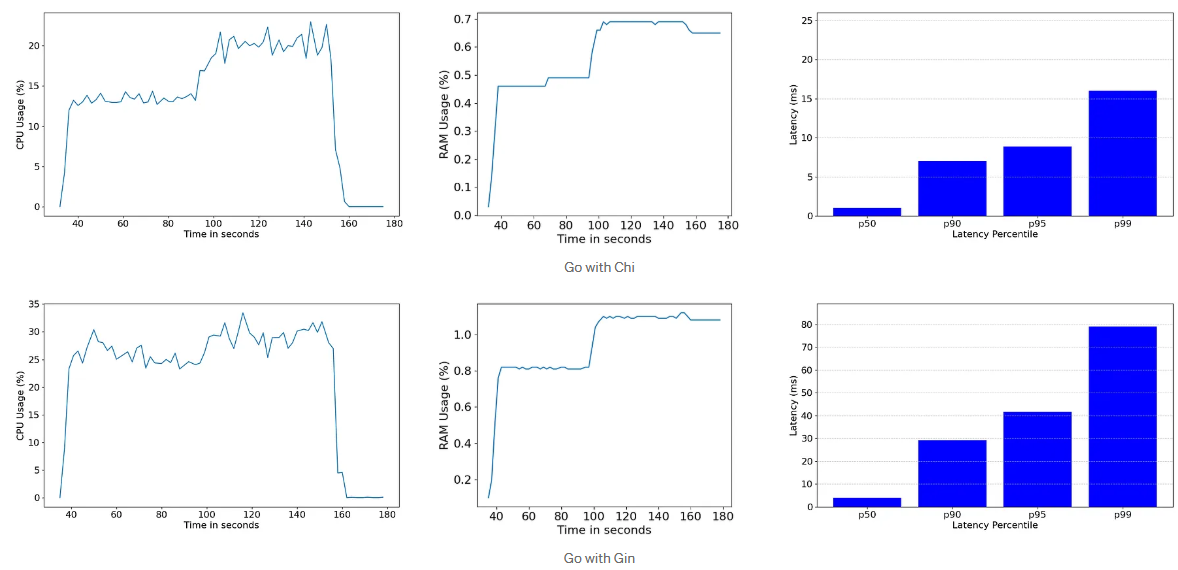 CPU Usage (%)
20
15
10
5
0
40 60 80 100 120 140 160 180
Time in seconds
RAM Usage (%)
0.7
0.6
0.5
0.4
0.3
0.2
0.1
0.0
40 60 80 100 120 140 160 180
Time in seconds
Latency (ms)
25
20
15
10
5
0
p50 p90 p95 p99
Latency Percentile
Go with Chi
CPU Usage (%)
35
30
25
20
15
10
5
0
40 60 80 100 120 140 160 180
Time in seconds
RAM Usage (%)
1.0
0.8
0.6
0.4
0.2
40 60 80 100 120 140 160 180
Time in seconds
Latency (ms)
80
70
60
50
40
30
20
10
0
p50 p90 p95 p99
Latency Percentile
Go with Gin